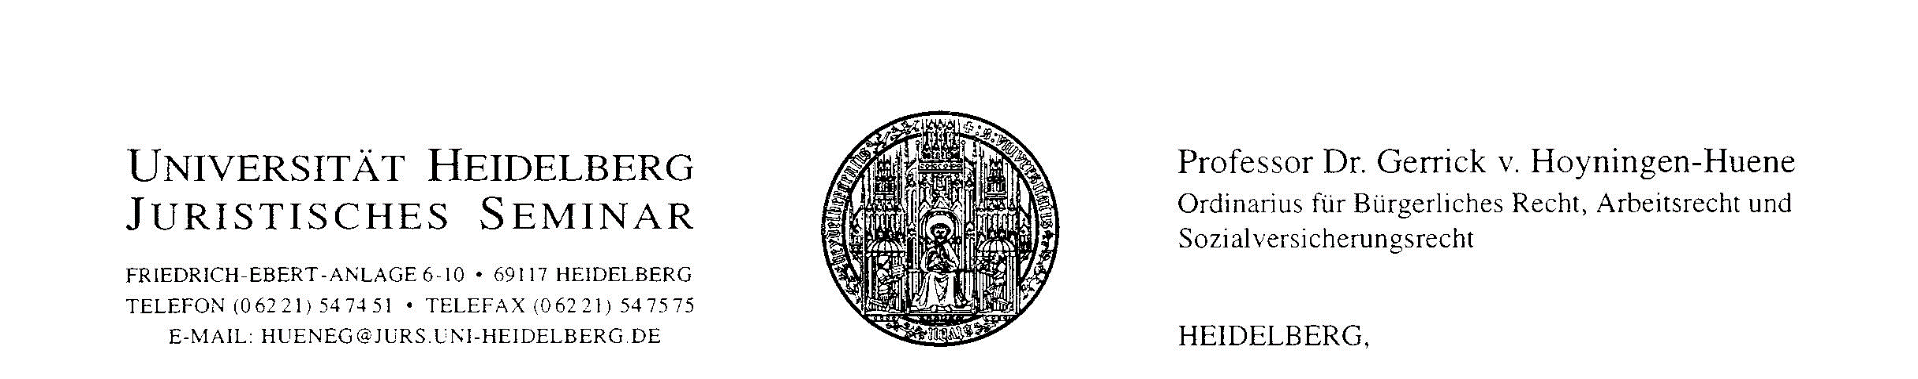 UNIVERSITÄT HEIDELBERG
JURISTISCHES SEMINAR
FRIEDRICH-EBERT-ANLAGE 6-10 • 69117 HEIDELBERG
TELEFON (06221) 547451 • TELEFAX (06221) 547575
E-MAIL: HUENEG@JURS.UNI-HEIDELBERG.DE
Professor Dr. Gerrick v. Hoyningen-Huene
Ordinarius für Bürgerliches Recht, Arbeitsrecht und
Sozialversicherungsrecht
HEIDELBERG,